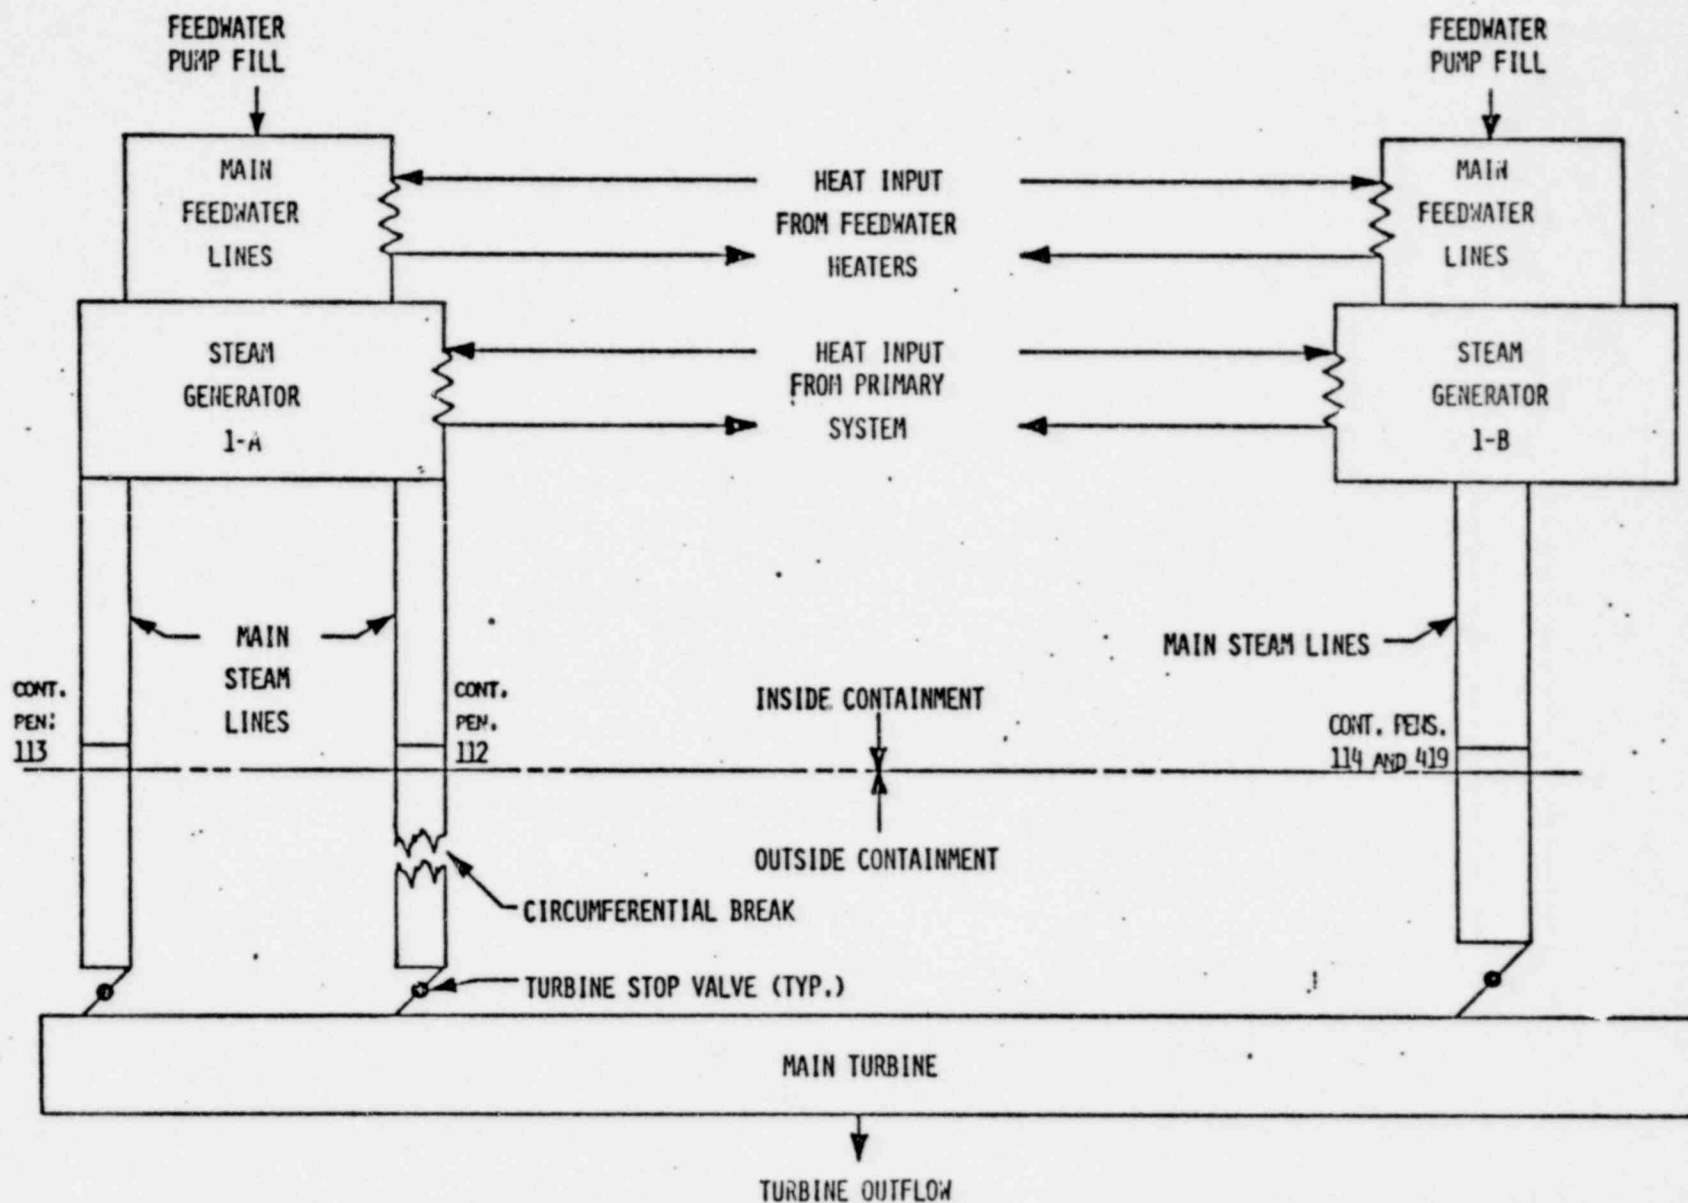 FEEDWATER
PUMP FILL
FEEDWATER
PUMP FILL
MAIN
FEEDWATER
LINES
HEAT INPUT
FROM FEEDWATER
HEATERS
MAIN
FEEDWATER
LINES
STEAM
GENERATOR
1-A
HEAT INPUT
FROM PRIMARY
SYSTEM
STEAM
GENERATOR
1-B
MAIN
STEAM
LINES
MAIN STEAM LINES
CONT.
PEN.
113
CONT.
PEN.
112
INSIDE CONTAINMENT
CONT. PENS.
114 AND 419
OUTSIDE CONTAINMENT
CIRCUMFERENTIAL BREAK
TURBINE STOP VALVE (TYP.)
MAIN TURBINE
TURBINE OUTFLOW